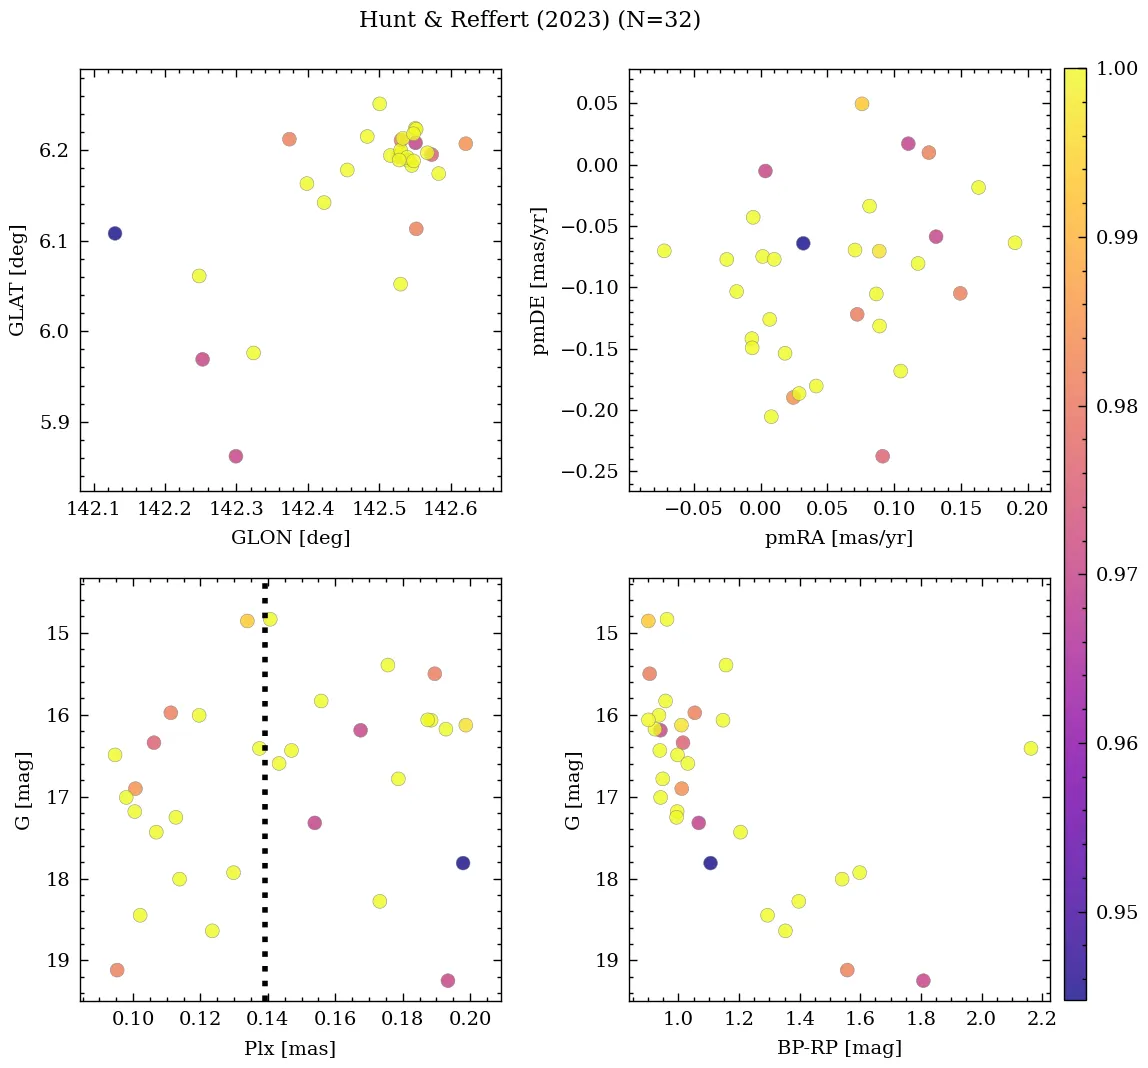 Hunt & Reffert (2023) (N=32)
6.2
6.1
6.0
5.9
GLAT [deg]
142.1 142.2 142.3 142.4 142.5 142.6
GLON [deg]
0.05
0.00
−0.05
−0.10
−0.15
−0.20
−0.25
pmDE [mas/yr]
−0.05 0.00 0.05 0.10 0.15 0.20
pmRA [mas/yr]
15
16
17
18
19
G [mag]
0.10 0.12 0.14 0.16 0.18 0.20
Plx [mas]
15
16
17
18
19
G [mag]
1.0 1.2 1.4 1.6 1.8 2.0 2.2
BP-RP [mag]
1.00
0.99
0.98
0.97
0.96
0.95